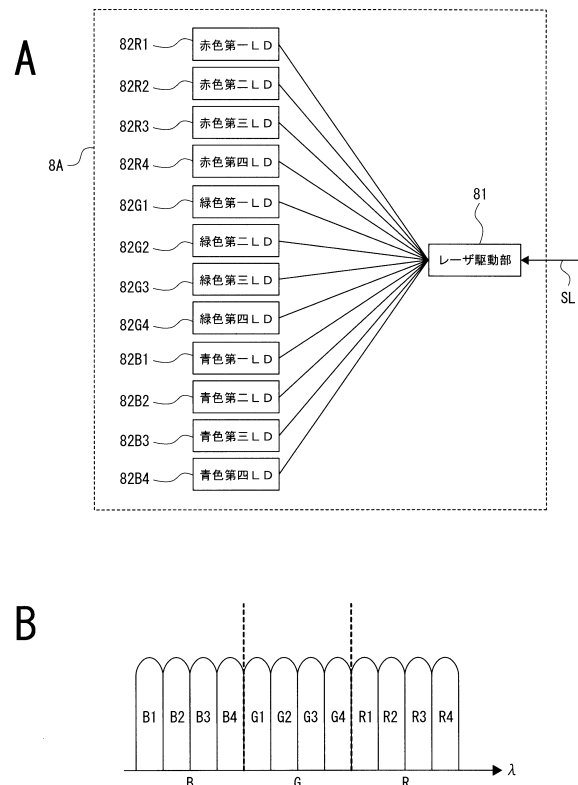 A
82R1 赤色第一LD
82R2 赤色第二LD
82R3 赤色第三LD
82R4 赤色第四LD
8A
82G1 緑色第一LD
82G2 緑色第二LD
82G3 緑色第三LD
82G4 緑色第四LD
82B1 青色第一LD
82B2 青色第二LD
82B3 青色第三LD
82B4 青色第四LD
81
レーザ駆動部
SL
B
B1 B2 B3 B4 G1 G2 G3 G4 R1 R2 R3 R4
λ
B G R